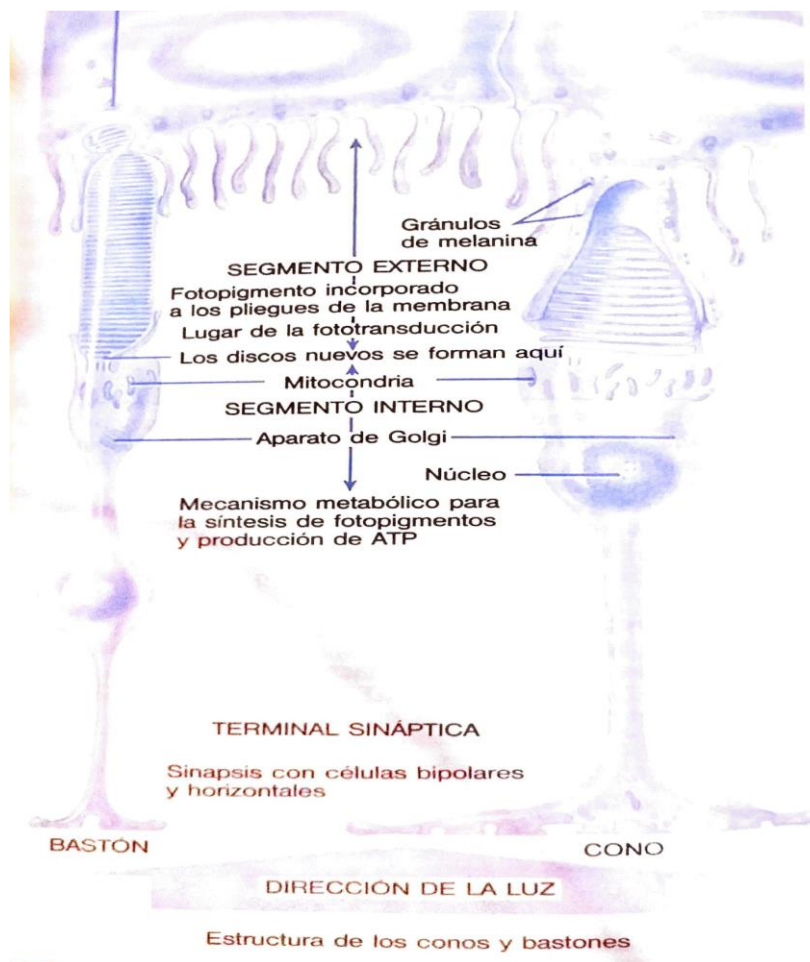 Gránulos
de melanina
SEGMENTO EXTERNO
Fotopigmento incorporado
a los pliegues de la membrana
Lugar de la fototransducción
Los discos nuevos se forman aquí
Mitocondria
SEGMENTO INTERNO
Aparato de Golgi
Núcleo
Mecanismo metabólico para
la síntesis de fotopigmentos
y producción de ATP
TERMINAL SINÁPTICA
Sinapsis con células bipolares
y horizontales
BASTÓN
CONO
DIRECCIÓN DE LA LUZ
Estructura de los conos y bastones